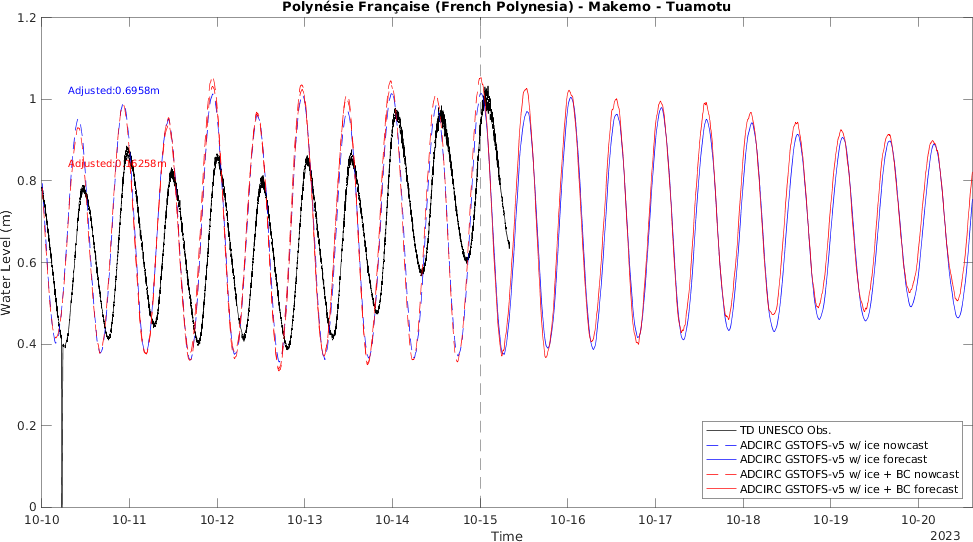 Polynésie Française (French Polynesia) - Makemo - Tuamotu
1.2
1
0.8
0.6
0.4
0.2
0
Water Level (m)
Adjusted:0.6958m
TD UNESCO Obs.
ADCIRC GSTOFS-v5 w/ ice nowcast
ADCIRC GSTOFS-v5 w/ ice forecast
ADCIRC GSTOFS-v5 w/ ice + BC nowcast
ADCIRC GSTOFS-v5 w/ ice + BC forecast
10-10 10-11 10-12 10-13 10-14 10-15 10-16 10-17 10-18 10-19 10-20
Time
2023